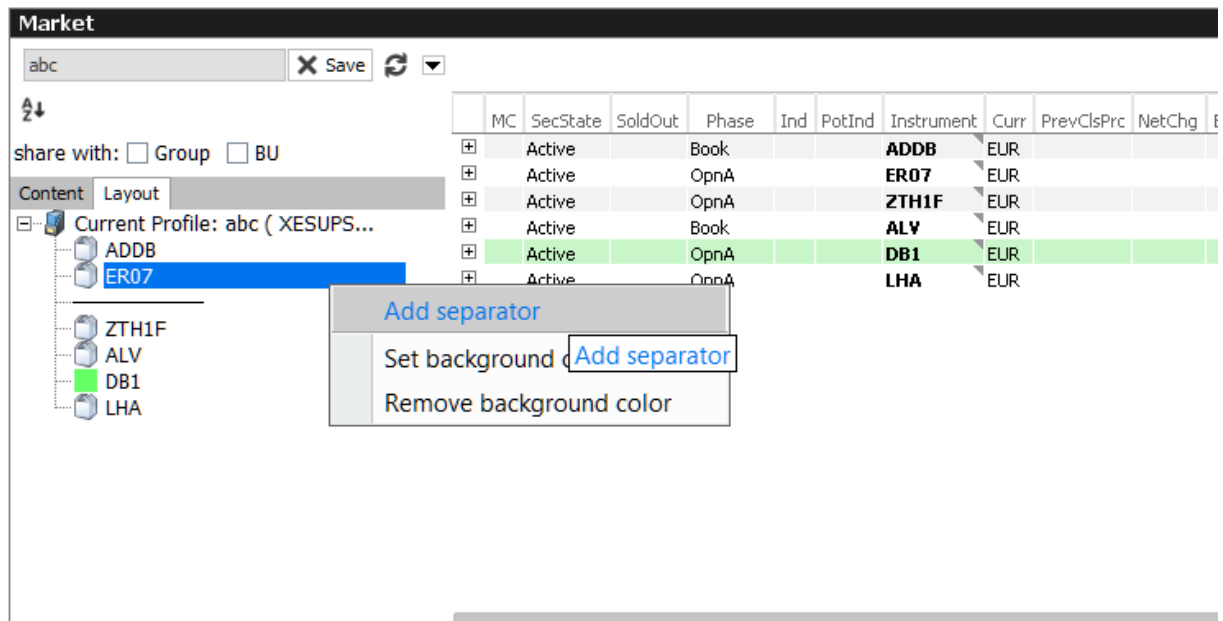 Market
abc
Save
A
Z
share with: Group BU
Content Layout
Current Profile: abc ( XESUPS...
ADDB
ER07
ZTH1F
ALV
DB1
LHA
MC SecState SoldOut Phase Ind PotInd Instrument Curr PrevClsPrc NetChg
Active Book ADDB EUR
Active OpnA ER07 EUR
Active OpnA ZTH1F EUR
Active Book ALV EUR
Active OpnA DB1 EUR
Active OpnA LHA EUR
Add separator
Set background
Add separator
Remove background color